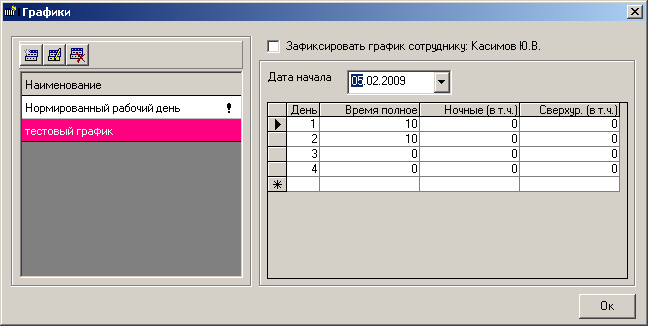 Графики
Зафиксировать график сотруднику: Касимов Ю.В.
Наименование
Нормированный рабочий день !
тестовый график
Дата начала 05.02.2009
День Время полное Ночные (в т.ч.) Сверхур. (в т.ч.)
1 10 0 0
2 10 0 0
3 0 0 0
4 0 0 0
Ок